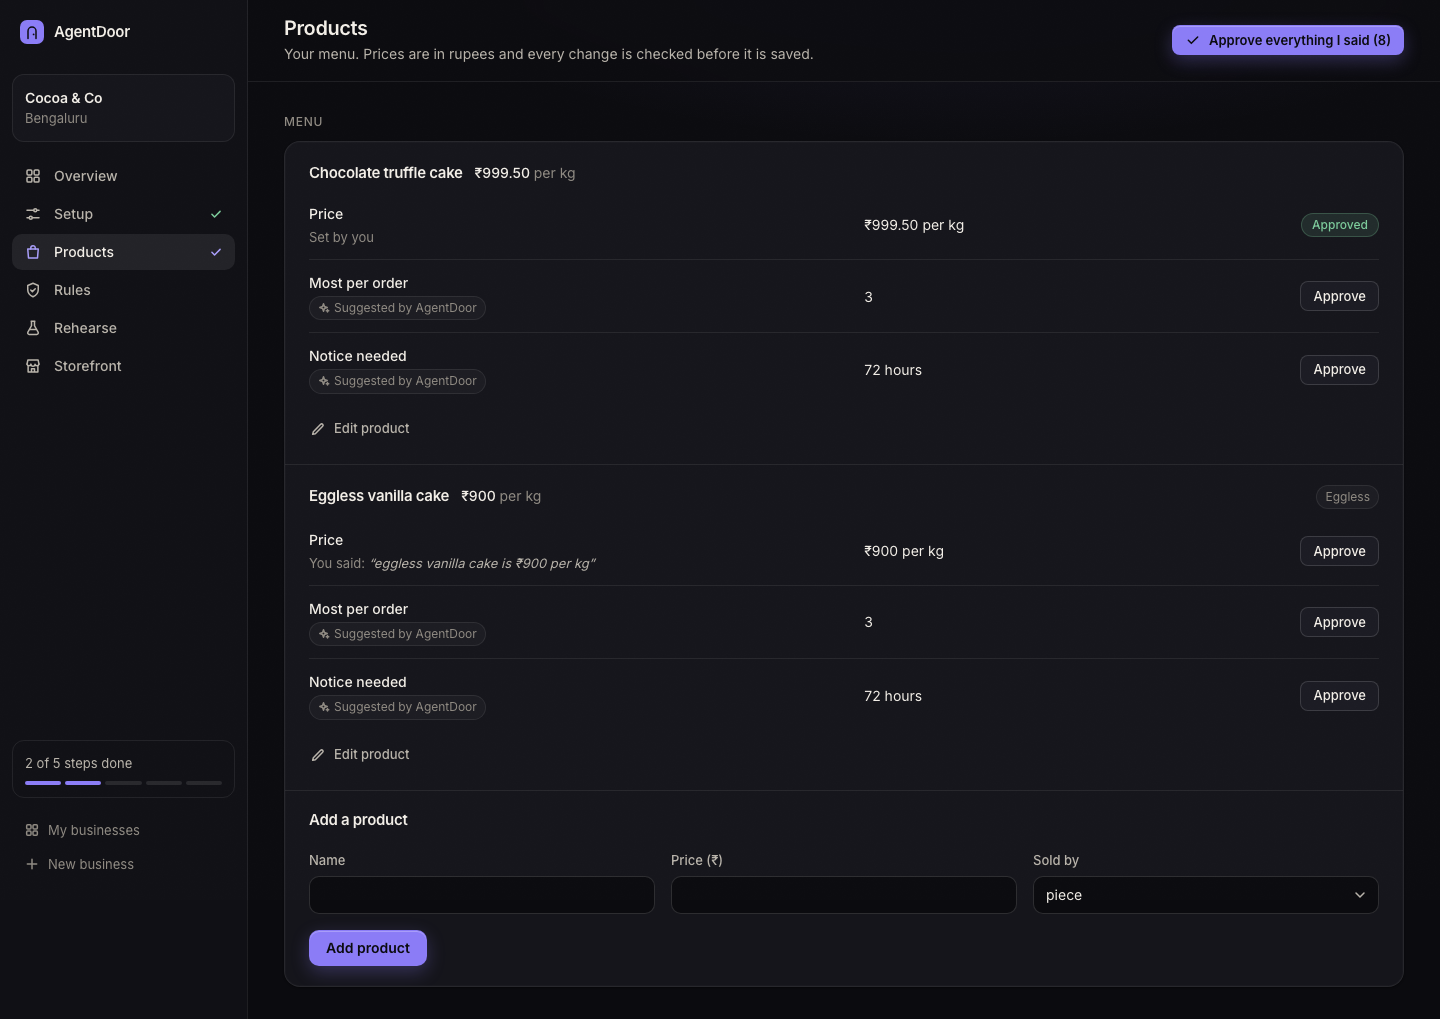 AgentDoor
Cocoa & Co
Bengaluru
Overview
Setup
Products
Rules
Rehearse
Storefront
2 of 5 steps done
My businesses
New business
Products
Your menu. Prices are in rupees and every change is checked before it is saved.
Approve everything I said (8)
MENU
Chocolate truffle cake ₹999.50 per kg
Price
Set by you
₹999.50 per kg
Approved
Most per order
Suggested by AgentDoor
3
Approve
Notice needed
Suggested by AgentDoor
72 hours
Approve
Edit product
Eggless vanilla cake ₹900 per kg
Eggless
Price
You said: “eggless vanilla cake is ₹900 per kg”
₹900 per kg
Approve
Most per order
Suggested by AgentDoor
3
Approve
Notice needed
Suggested by AgentDoor
72 hours
Approve
Edit product
Add a product
Name
Price (₹)
Sold by
piece
Add product